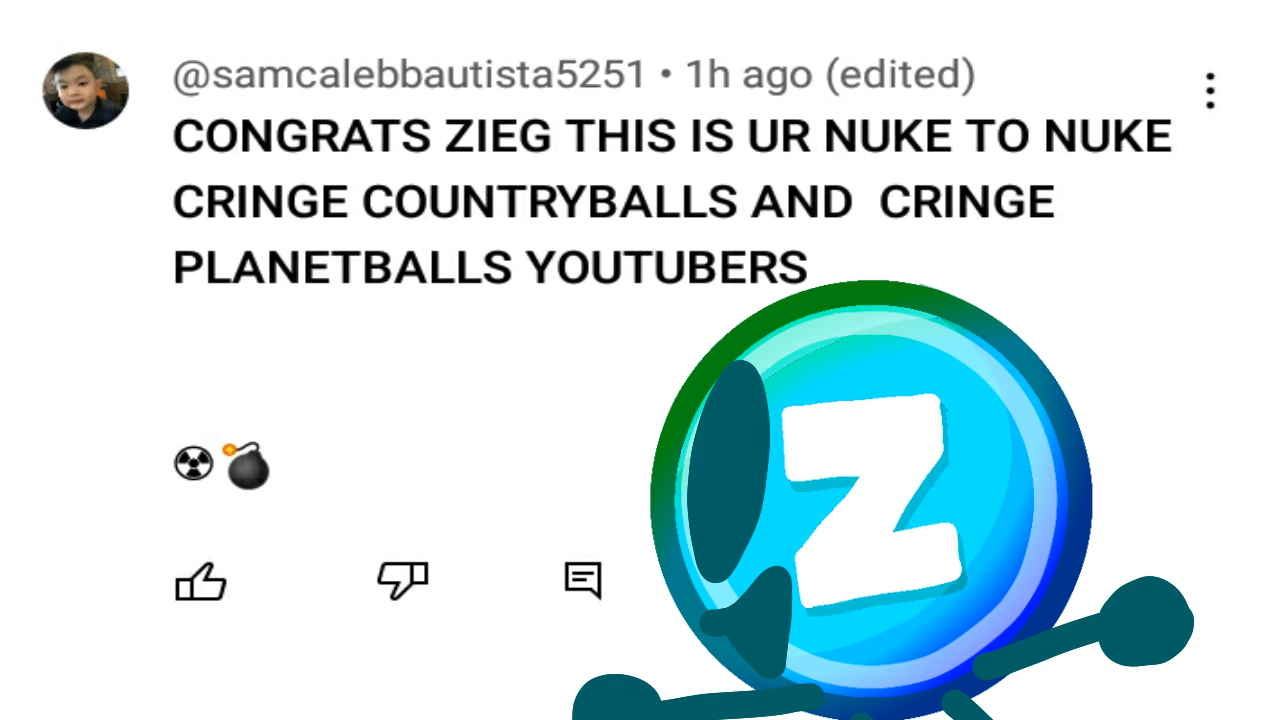 @samcalebbautista5251 • 1h ago (edited)
CONGRATS ZIEG THIS IS UR NUKE TO NUKE
CRINGE COUNTRYBALLS AND  CRINGE
PLANETBALLS YOUTUBERS
☢💣
Z